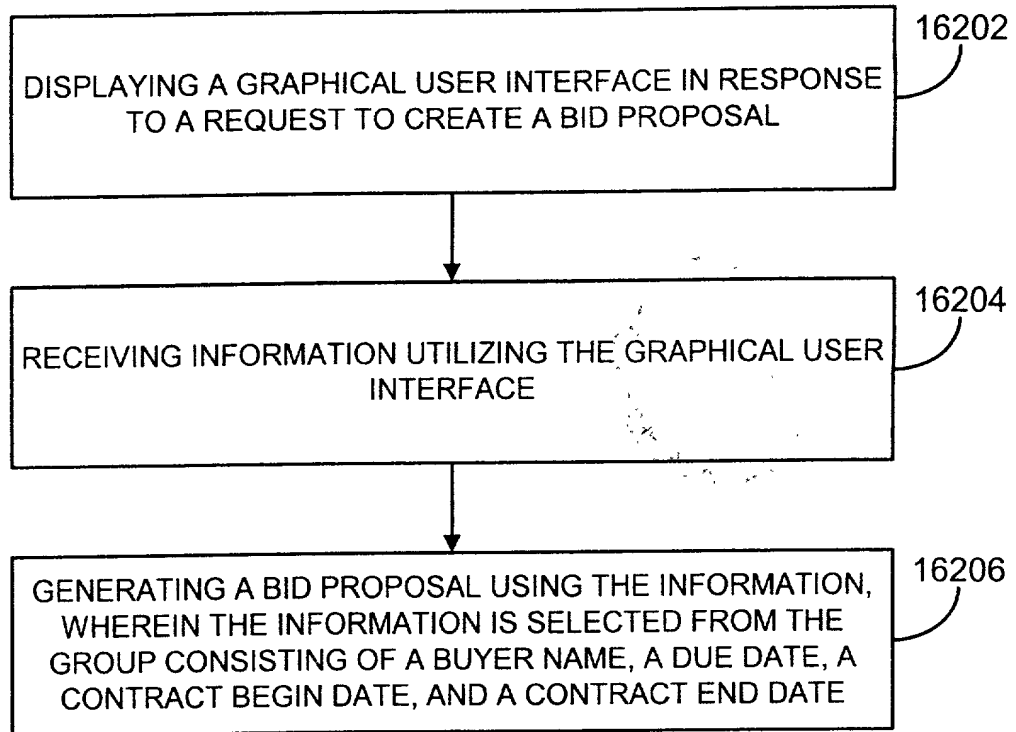 16202
DISPLAYING A GRAPHICAL USER INTERFACE IN RESPONSE
TO A REQUEST TO CREATE A BID PROPOSAL
16204
RECEIVING INFORMATION UTILIZING THE GRAPHICAL USER
INTERFACE
16206
GENERATING A BID PROPOSAL USING THE INFORMATION,
WHEREIN THE INFORMATION IS SELECTED FROM THE
GROUP CONSISTING OF A BUYER NAME, A DUE DATE, A
CONTRACT BEGIN DATE, AND A CONTRACT END DATE